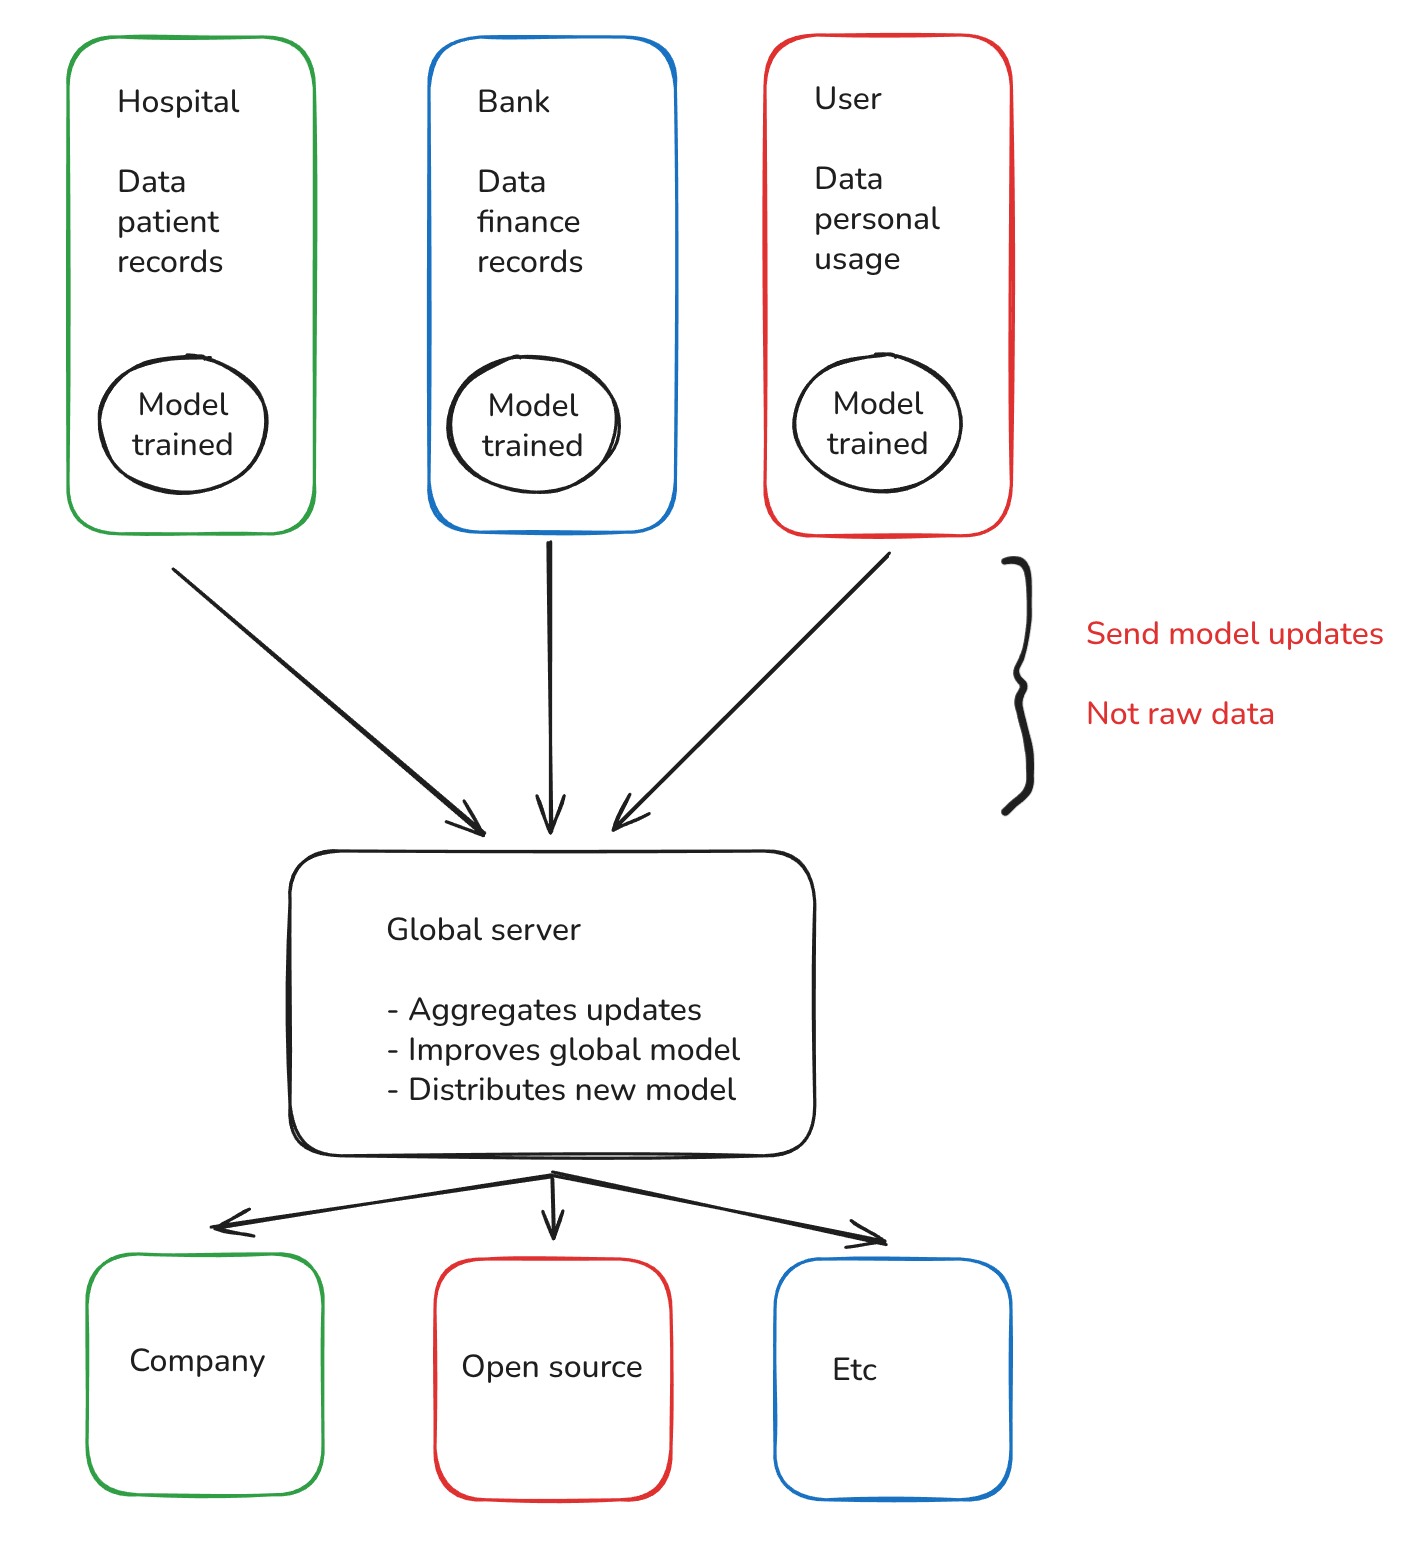 Hospital
Data
patient
records
Model
trained
Bank
Data
finance
records
Model
trained
User
Data
personal
usage
Model
trained
Send model updates
Not raw data
Global server
- Aggregates updates
- Improves global model
- Distributes new model
Company
Open source
Etc